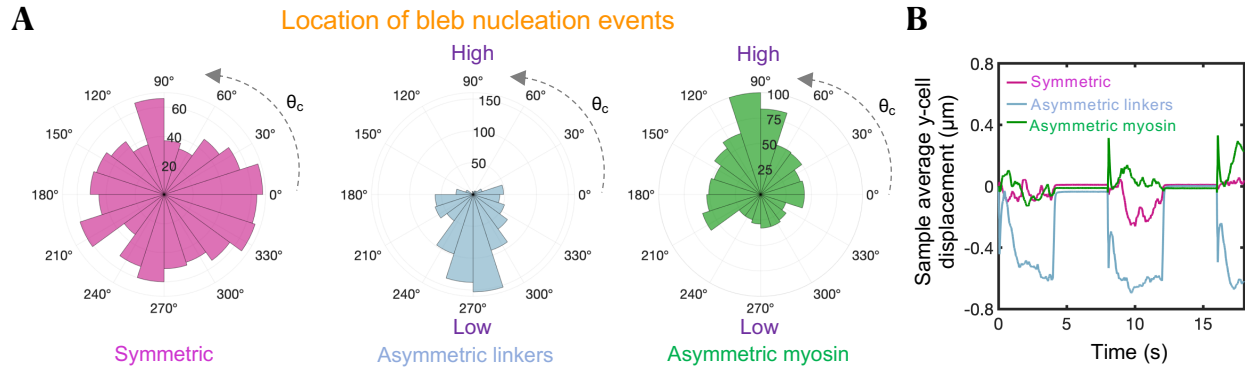 A
Location of bleb nucleation events
B
High
High
90°
60
40
20
120°
60°
150°
30°
180°
0°
210°
330°
240°
300°
270°
θc
Symmetric
90°
150
100
50
120°
60°
150°
30°
180°
0°
210°
330°
240°
300°
270°
θc
Low
Asymmetric linkers
90°
100
75
50
25
120°
60°
150°
30°
180°
0°
210°
330°
240°
300°
270°
θc
Low
Asymmetric myosin
Sample average y-cell
displacement (μm)
0.8
0.4
0
-0.4
-0.8
Symmetric
Asymmetric linkers
Asymmetric myosin
0
5
10
15
Time (s)